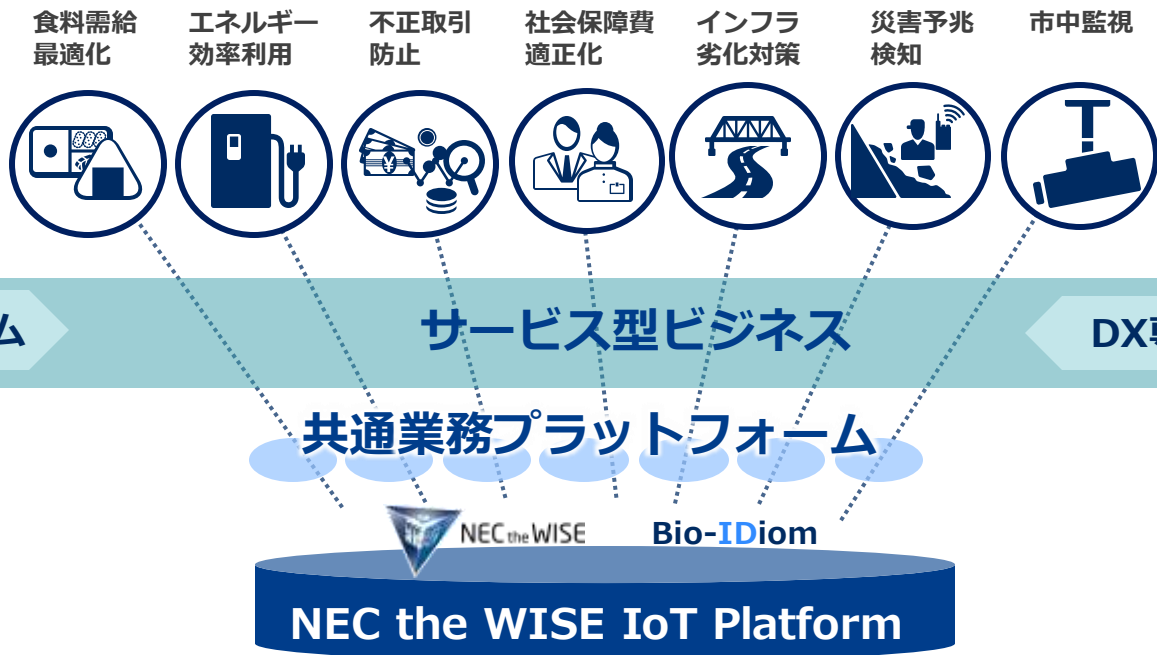 食料需給
最適化
エネルギー
効率利用
不正取引
防止
社会保障費
適正化
インフラ
劣化対策
災害予兆
検知
市中監視
ム
サービス型ビジネス
DX
共通業務プラットフォーム
NEC the WISE
Bio-IDiom
NEC the WISE IoT Platform